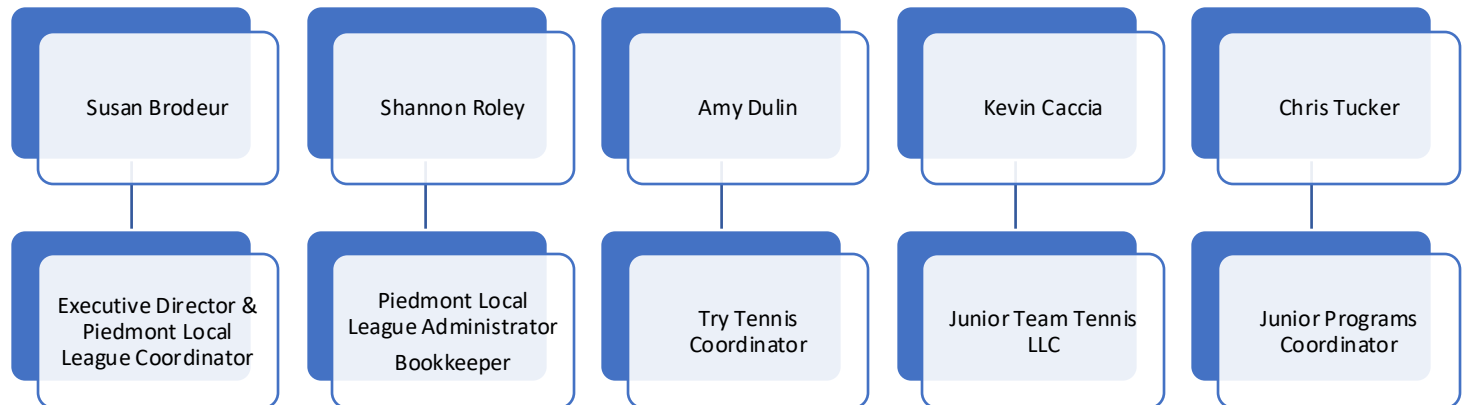 Susan Brodeur
Shannon Roley
Amy Dulin
Kevin Caccia
Chris Tucker
Executive Director &
Piedmont Local
League Coordinator
Piedmont Local
League Administrator
Bookkeeper
Try Tennis
Coordinator
Junior Team Tennis
LLC
Junior Programs
Coordinator